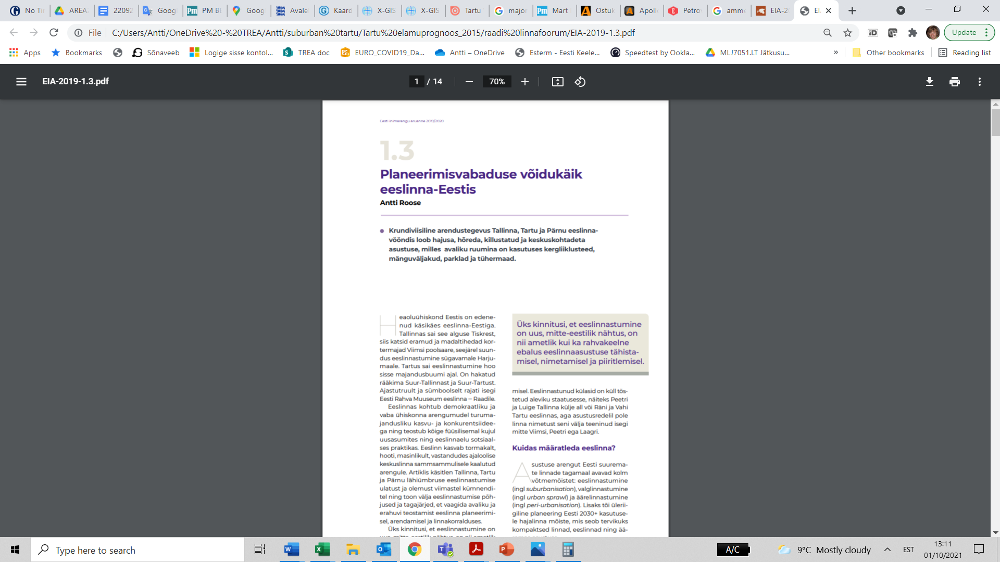 No Ti
AREA
22092
Goog
PM BE
Goog
Avale
Kaard
X-GIS
X-GIS
Tartu
major
Mart
Ostuk
Apoll
Petro
amme
EIA-2
EI
File
C:/Users/Antti/OneDrive%20-%20TREA/Antti/suburban%20tartu/Tartu%20elamuprognoos_2015/raadi%20linnafoorum/EIA-2019-1.3.pdf
Update
Apps
Bookmarks
Sõnaveeb
Logige sisse kontol...
TREA doc
EURO_COVID19_Da...
Antti – OneDrive
Esterm - Eesti Keele...
Speedtest by Ookla...
MLJ7051.LT Jätkusu...
»
Other bookmarks
Reading list
EIA-2019-1.3.pdf
1 / 14
70%
Eesti inimarengu aruanne 2019/2020
1.3
Planeerimisvabaduse võidukäik
eeslinna-Eestis
Antti Roose
Krundiviisiline arendustegevus Tallinna, Tartu ja Pärnu eeslinna-
vööndis loob hajusa, hõreda, killustatud ja keskuskohtadeta
asustuse, milles avaliku ruumina on kasutuses kergliiklusteed,
mänguväljakud, parklad ja tühermaad.
Heaoluühiskond Eestis on edene-
nud käsikäes eeslinna-Eestiga.
Tallinnas sai see alguse Tiskrest,
siis katsid eramud ja madaltihedad kor-
termajad Viimsi poolsaare, seejärel suun-
dus eeslinnastumine sügavamale Harju-
maale. Tartus sai eeslinnastumine hoo
sisse majandusbuumi ajal. On hakatud
rääkima Suur-Tallinnast ja Suur-Tartust.
Ajastutruult ja sümboolselt rajati isegi
Eesti Rahva Muuseum eeslinna – Raadile.
Eeslinnas kohtub demokraatliku ja
vaba ühiskonna arengumudel turuma-
jandusliku kasvu- ja konkurentsiidee-
ga ning teostub kõige füüsilisemal kujul
uusasumites ning eeslinnaelu sotsiaal-
ses praktikas. Eeslinn kasvab tormakalt,
hooti, masinlikult, vastandudes ajaloolise
keskuslinna sammsammulisele kaalutud
arengule. Artiklis käsitlen Tallinna, Tartu
ja Pärnu lähiümbruse eeslinnastumise
ulatust ja olemust viimastel kümnendi-
tel ning toon välja eeslinnastumise põh-
jused ja tagajärjed, et vaagida avaliku ja
erahuvi teostamist eeslinna planeerimi-
sel, arendamisel ja linnakorralduses.
Üks kinnitusi, et eeslinnastumine on
uus, mitte-eestilik nähtus, on nii ametlik
Üks kinnitusi, et eeslinnastumine
on uus, mitte-eestilik nähtus, on
nii ametlik kui ka rahvakeelne
ebalus eeslinnaasustuse tähista-
misel, nimetamisel ja piiritlemisel.
misel. Eeslinnastunud külasid on küll tõs-
tetud aleviku staatusesse, näiteks Peetri
ja Luige Tallinna külje all või Räni ja Vahi
Tartu eeslinnas, aga asustusredelil pole
linna nimetust seni välja teeninud isegi
mitte Viimsi, Peetri ega Laagri.
Kuidas määratleda eeslinna?
Asustuse arengut Eesti suurema-
te linnade tagamaal avavad kolm
võtmemõistet: eeslinnastumine
(ingl suburbanisation), valglinnastumine
(ingl urban sprawl) ja äärelinnastumine
(ingl peri-urbanisation). Lisaks tõi ülerii-
giline planeering Eesti 2030+ kasutuse-
le hajalinna mõiste, mis seob tervikuks
kompaktsed linnad, eeslinnad ning ää-
Type here to search
A/C
9°C Mostly cloudy
EST
13:11
01/10/2021